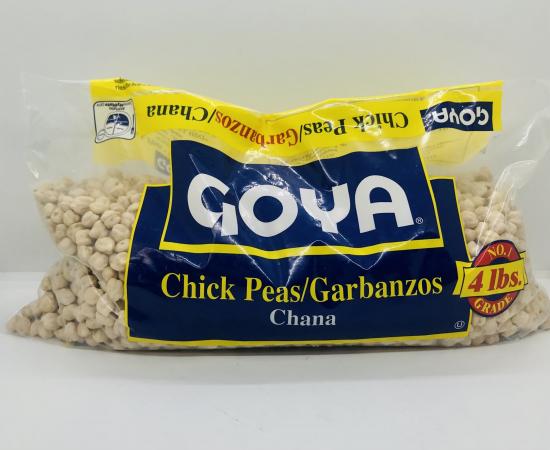 Chick Peas/Garbanzos/Chana
GOYA
GOYA®
Chick Peas/Garbanzos
Chana
NO. 1
4 lbs.
GRADE
U